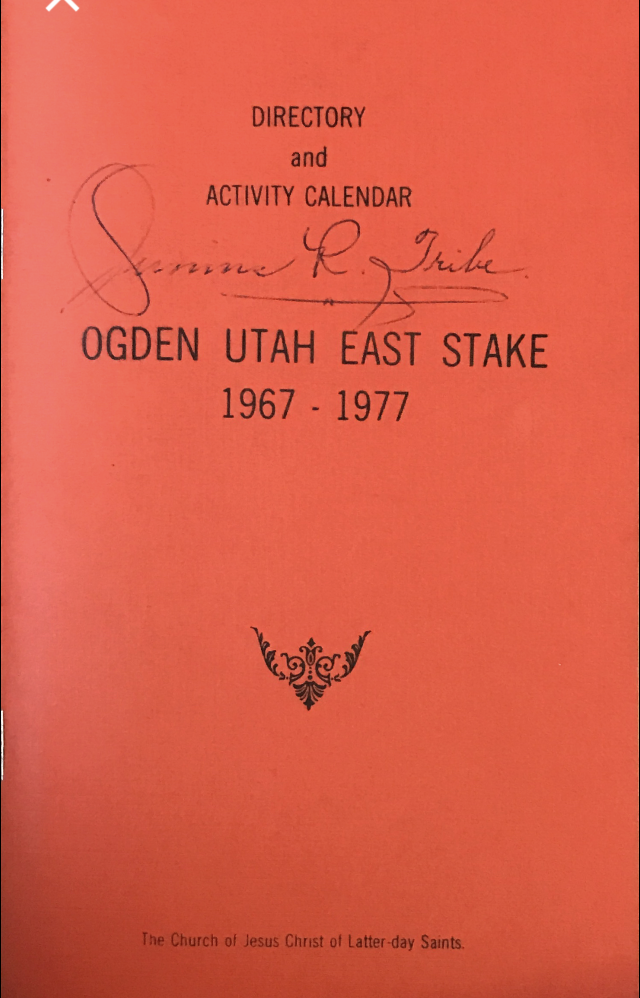 DIRECTORY
and
ACTIVITY CALENDAR
R. Tribe
OGDEN UTAH EAST STAKE
1967 - 1977
The Church of Jesus Christ of Latter-day Saints.